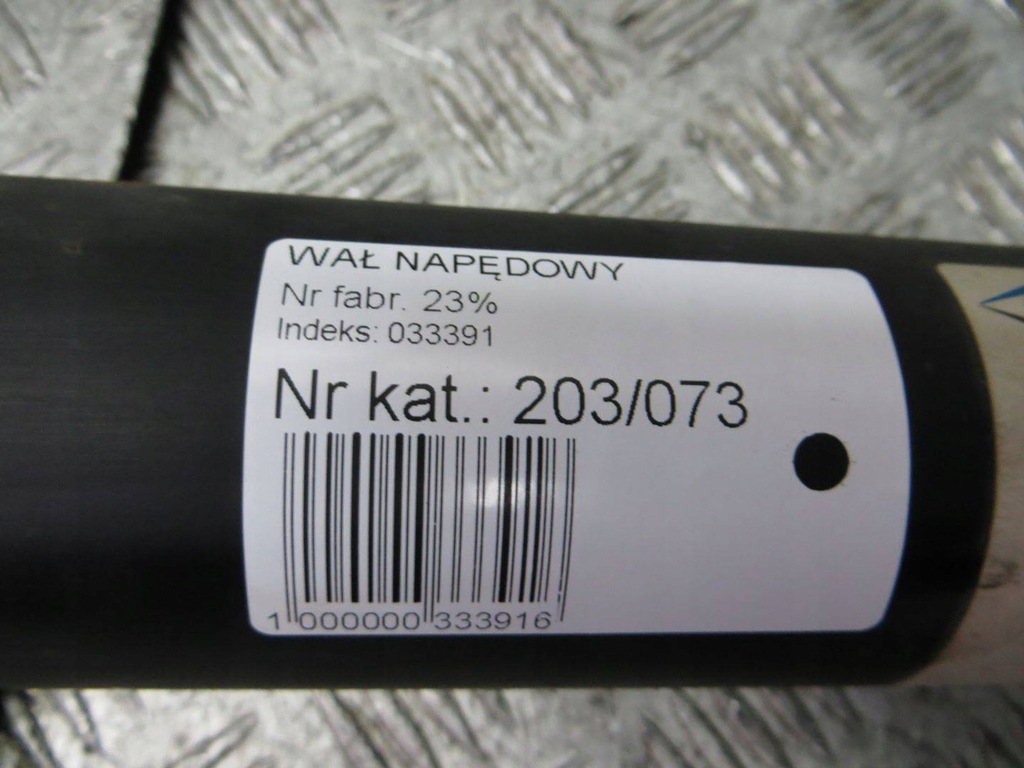 WAŁ NAPĘDOWY
Nr fabr. 23%
Indeks: 033391
Nr kat.: 203/073
1 000000 333916